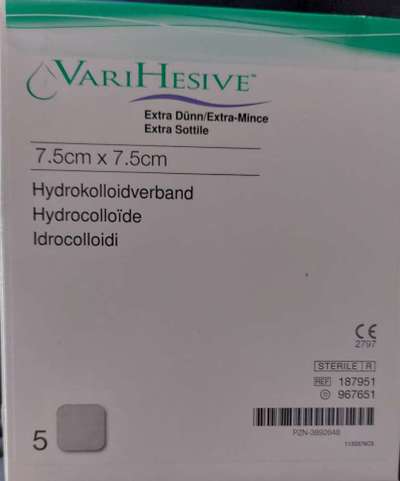 VARIHESIVE™
Extra Dünn/Extra-Mince
Extra Sottile
7.5cm x 7.5cm
Hydrokolloidverband
Hydrocolloïde
Idrocolloidi
CE
2797
STERILE R
REF 187951
967651
5